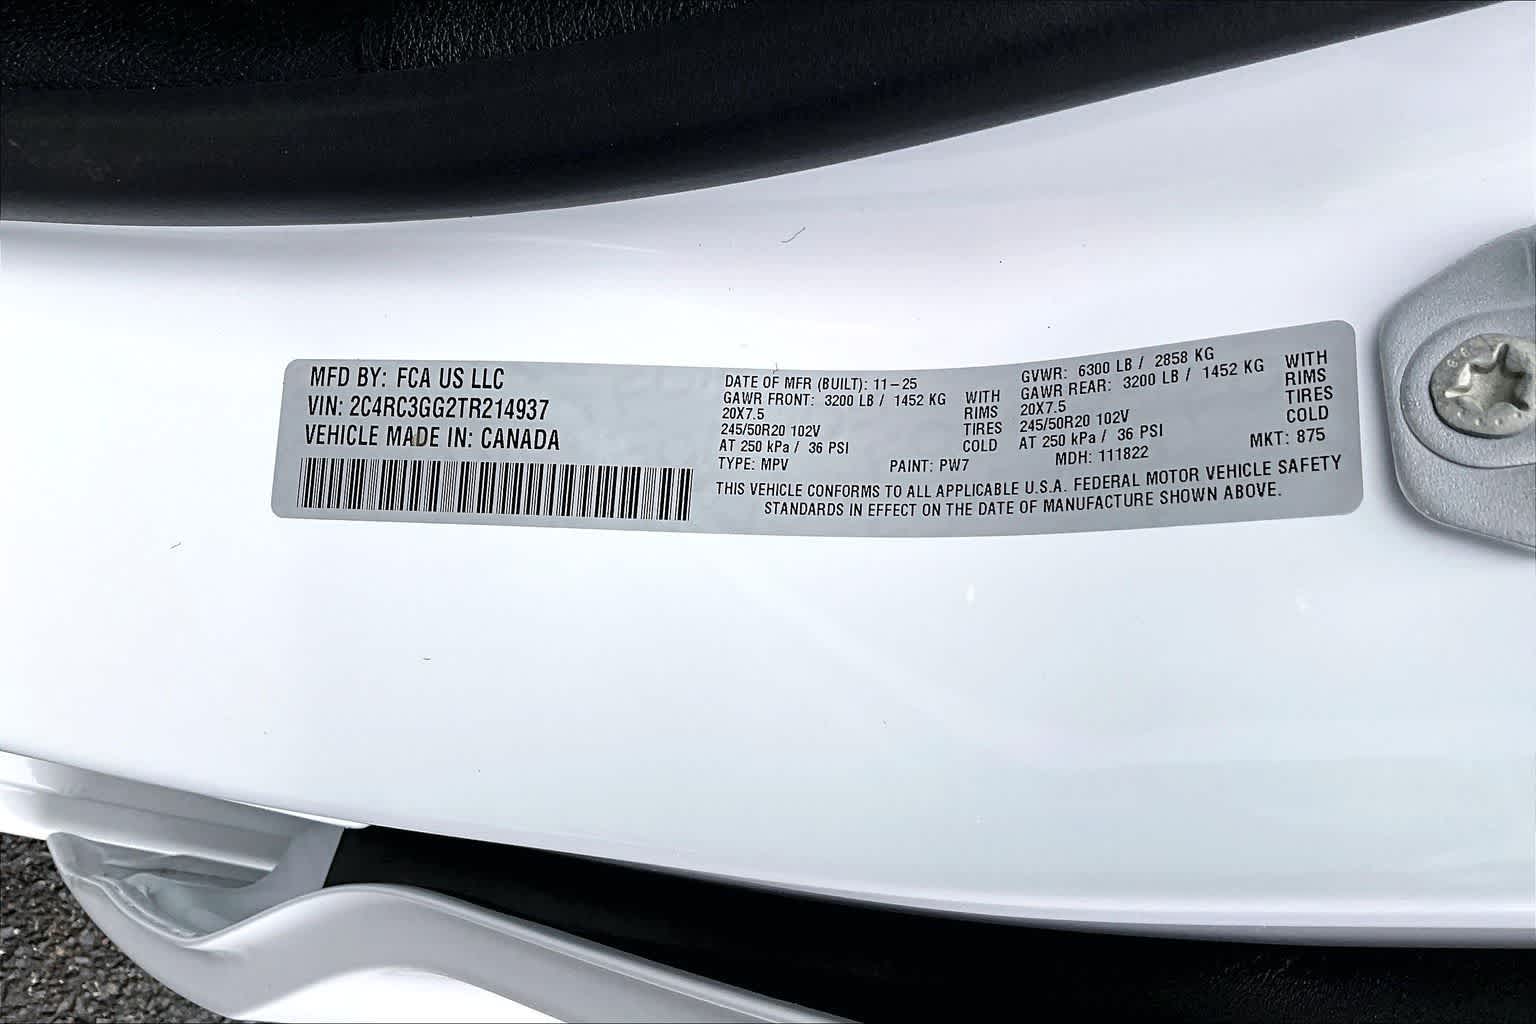 MFD BY: FCA US LLC
VIN: 2C4RC3GG2TR214937
VEHICLE MADE IN: CANADA
DATE OF MFR (BUILT): 11-25
GAWR FRONT: 3200 LB / 1452 KG WITH
20X7.5 RIMS
245/50R20 102V TIRES
AT 250 kPa / 36 PSI COLD
TYPE: MPV PAINT: PW7
GVWR: 6300 LB / 2858 KG
GAWR REAR: 3200 LB / 1452 KG WITH
20X7.5 RIMS
245/50R20 102V TIRES
AT 250 kPa / 36 PSI COLD
MDH: 111822 MKT: 875
THIS VEHICLE CONFORMS TO ALL APPLICABLE U.S.A. FEDERAL MOTOR VEHICLE SAFETY
STANDARDS IN EFFECT ON THE DATE OF MANUFACTURE SHOWN ABOVE.